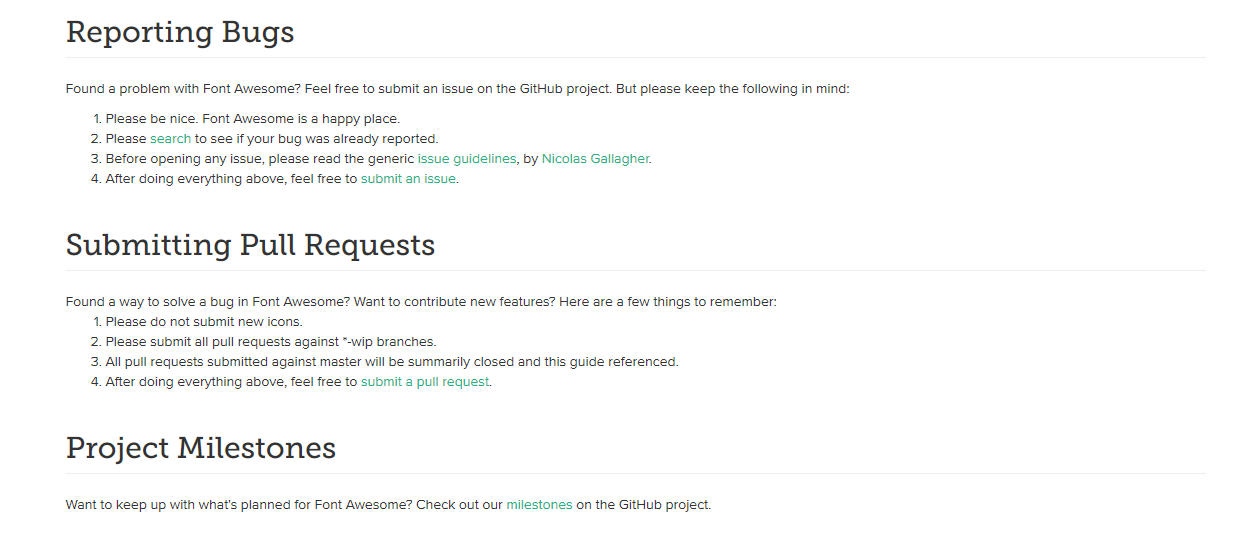 Reporting Bugs
Found a problem with Font Awesome? Feel free to submit an issue on the GitHub project. But please keep the following in mind:
1. Please be nice. Font Awesome is a happy place.
2. Please search to see if your bug was already reported.
3. Before opening any issue, please read the generic issue guidelines, by Nicolas Gallagher.
4. After doing everything above, feel free to submit an issue.
Submitting Pull Requests
Found a way to solve a bug in Font Awesome? Want to contribute new features? Here are a few things to remember:
1. Please do not submit new icons.
2. Please submit all pull requests against *-wip branches.
3. All pull requests submitted against master will be summarily closed and this guide referenced.
4. After doing everything above, feel free to submit a pull request.
Project Milestones
Want to keep up with what's planned for Font Awesome? Check out our milestones on the GitHub project.